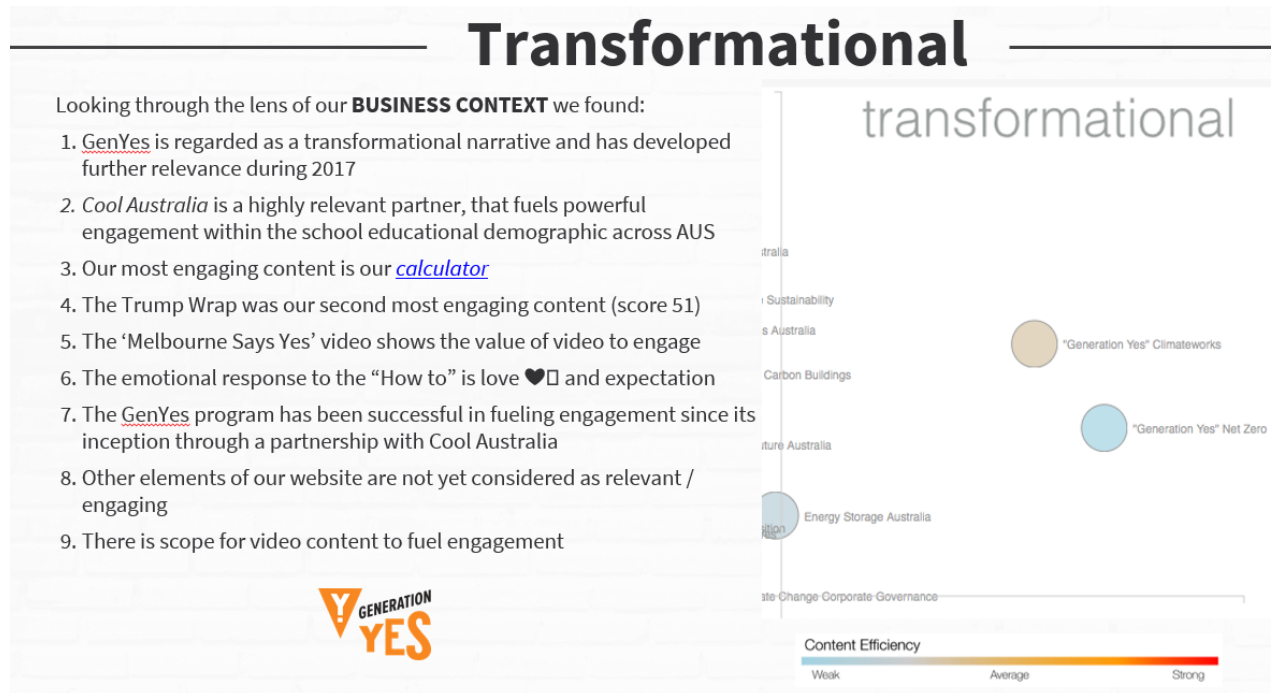 Transformational
Looking through the lens of our BUSINESS CONTEXT we found:
1. GenYes is regarded as a transformational narrative and has developed
further relevance during 2017
2. Cool Australia is a highly relevant partner, that fuels powerful
engagement within the school educational demographic across AUS
3. Our most engaging content is our calculator
4. The Trump Wrap was our second most engaging content (score 51)
5. The ‘Melbourne Says Yes’ video shows the value of video to engage
6. The emotional response to the “How to” is love ♥ and expectation
7. The GenYes program has been successful in fueling engagement since its
inception through a partnership with Cool Australia
8. Other elements of our website are not yet considered as relevant /
engaging
9. There is scope for video content to fuel engagement
Y GENERATION
YES
transformational
Sustainability
s Australia
"Generation Yes" Climateworks
Carbon Buildings
"Generation Yes" Net Zero
Australia
Energy Storage Australia
Change Corporate Governance
Content Efficiency
Weak Average Strong